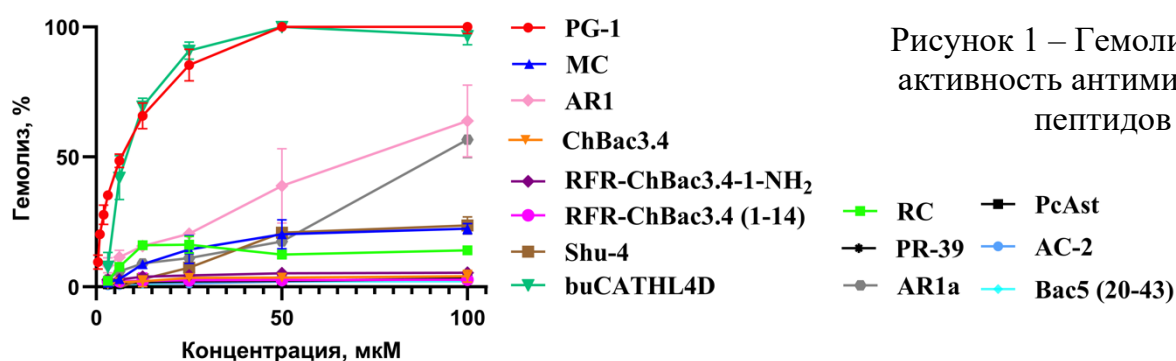 Гемолиз, %
100
50
0
0
50
100
Концентрация, мкМ
PG-1
MC
AR1
ChBac3.4
RFR-ChBac3.4-1-NH₂
RFR-ChBac3.4 (1-14)
Shu-4
buCATHL4D
RC
PR-39
AR1a
PcAst
AC-2
Bac5 (20-43)
Рисунок 1 – Гемоли
активность антими
пептидов